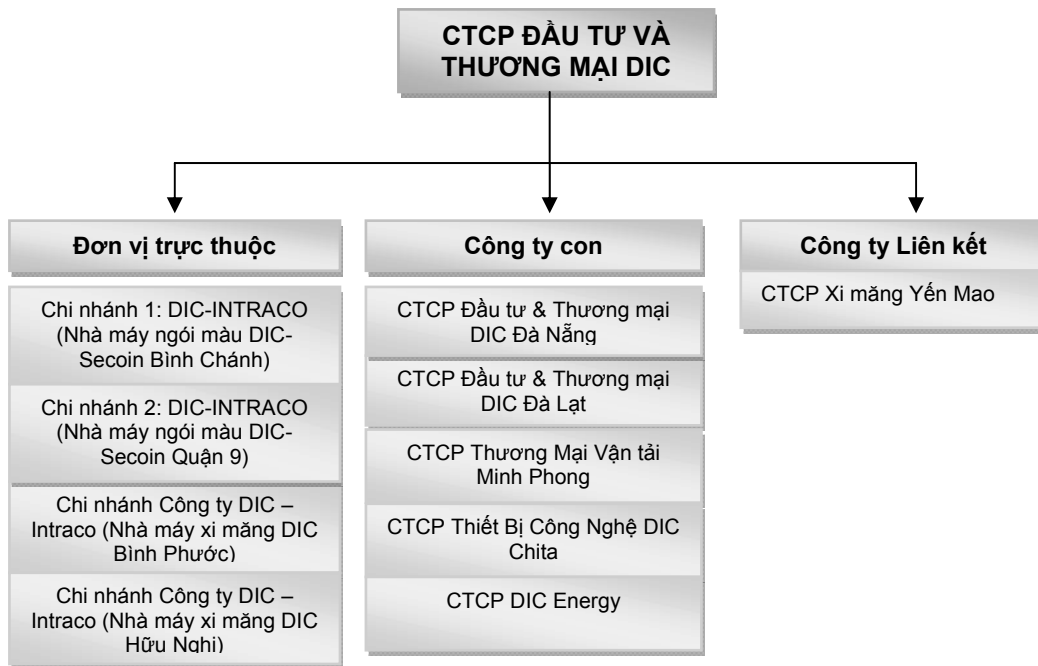 CTCP ĐẦU TƯ VÀ
THƯƠNG MẠI DIC
Đơn vị trực thuộc
Chi nhánh 1: DIC-INTRACO
(Nhà máy ngói màu DIC-
Secoin Bình Chánh)
Chi nhánh 2: DIC-INTRACO
(Nhà máy ngói màu DIC-
Secoin Quận 9)
Chi nhánh Công ty DIC –
Intraco (Nhà máy xi măng DIC
Bình Phước)
Chi nhánh Công ty DIC –
Intraco (Nhà máy xi măng DIC
Hữu Nghị)
Công ty con
CTCP Đầu tư & Thương mại
DIC Đà Nẵng
CTCP Đầu tư & Thương mại
DIC Đà Lạt
CTCP Thương Mại Vận tải
Minh Phong
CTCP Thiết Bị Công Nghệ DIC
Chita
CTCP DIC Energy
Công ty Liên kết
CTCP Xi măng Yến Mao